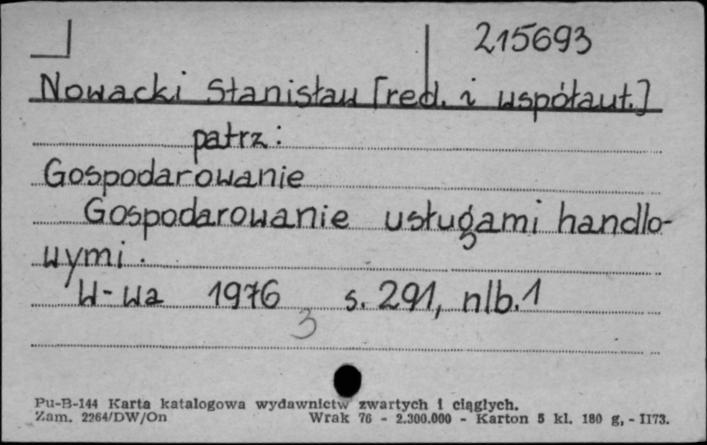 215693
Nowacki Stanisław [red. i współaut.]
patrz:
Gospodarowanie
Gospodarowanie usługami handlo-
wymi.
W-wa 1976 s. 291, nlb. 1
3
Pu-B-144 Karta katalogowa wydawnictw zwartych i ciągłych.
Zam. 2264/DW/On Wrak 76 - 2.300.000 - Karton 5 kl. 180 g, - II73.